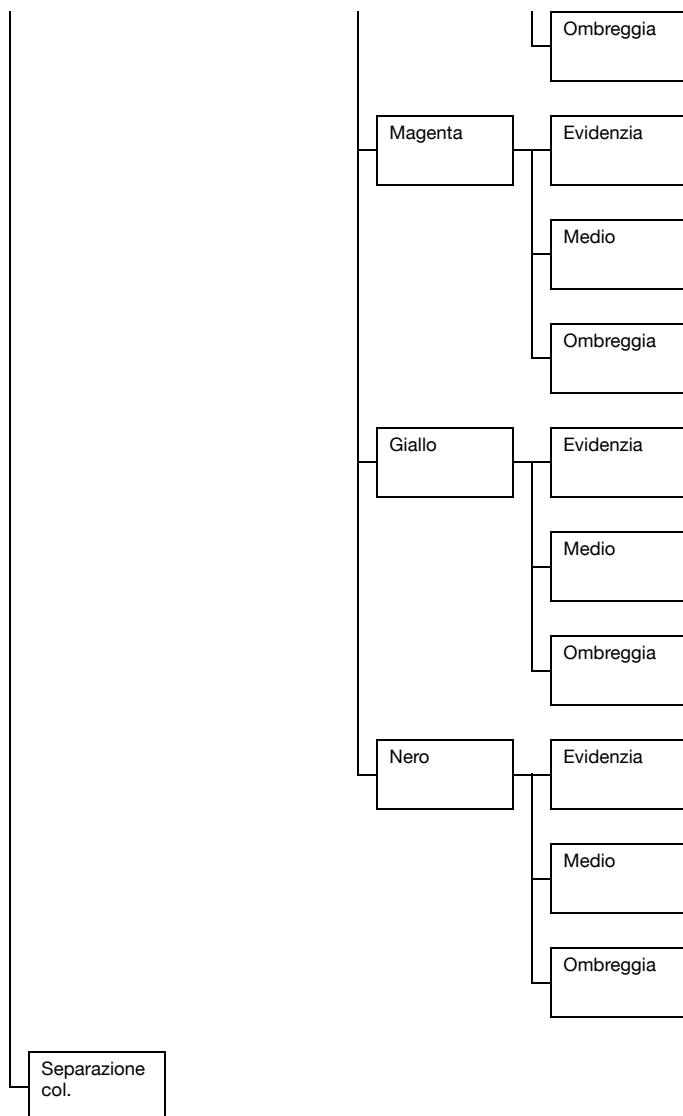 Ombreggia
Magenta
Evidenzia
Medio
Ombreggia
Giallo
Evidenzia
Medio
Ombreggia
Nero
Evidenzia
Medio
Ombreggia
Separazione
col.